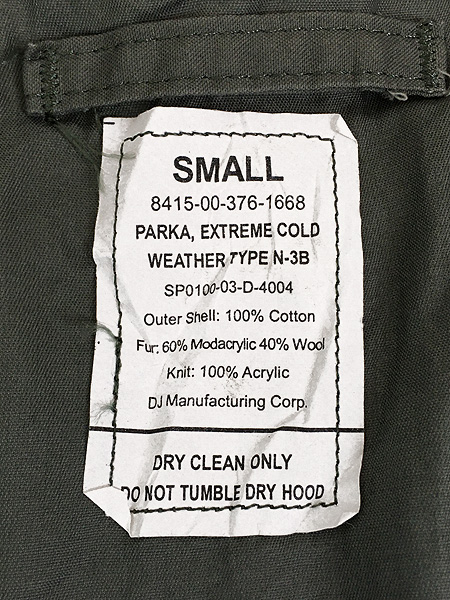 SMALL
8415-00-376-1668
PARKA, EXTREME COLD
WEATHER TYPE N-3B
SP0100-03-D-4004
Outer Shell: 100% Cotton
Fur: 60% Modacrylic 40% Wool
Knit: 100% Acrylic
DJ Manufacturing Corp.
DRY CLEAN ONLY
DO NOT TUMBLE DRY HOOD